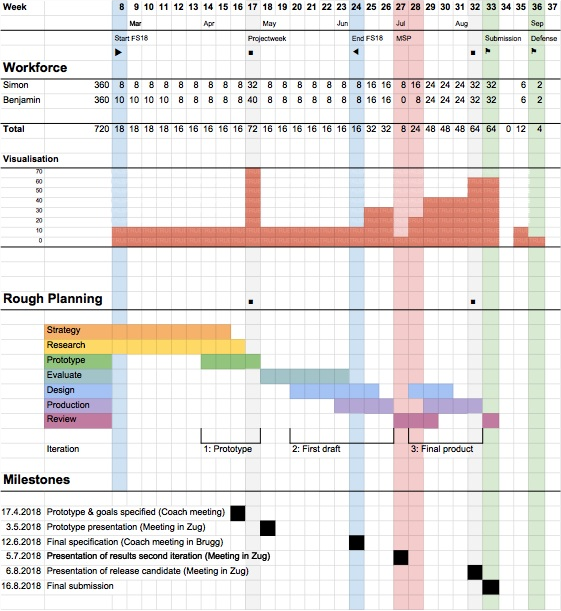 Week 8 9 10 11 12 13 14 15 16 17 18 19 20 21 22 23 24 25 26 27 28 29 30 31 32 33 34 35 36 37
Mar Apr May Jun Jul Aug Sep
Start FS18 Projectweek End FS18 MSP Submission Defense
Workforce
Simon 360 8 8 8 8 8 8 8 8 8 32 8 8 8 8 8 8 8 16 16 8 16 24 24 24 32 32 6 2
Benjamin 360 10 10 10 10 8 8 8 8 8 40 8 8 8 8 8 8 8 16 16 0 8 24 24 24 32 32 6 2
Total 720 18 18 18 18 16 16 16 16 16 72 16 16 16 16 16 16 16 32 32 8 24 48 48 48 64 64 0 12 4
Visualisation
70
60
50
40
30
20
10
0
Rough Planning
Strategy
Research
Prototype
Evaluate
Design
Production
Review
Iteration 1: Prototype 2: First draft 3: Final product
Milestones
17.4.2018 Prototype & goals specified (Coach meeting)
3.5.2018 Prototype presentation (Meeting in Zug)
12.6.2018 Final specification (Coach meeting in Brugg)
5.7.2018 Presentation of results second iteration (Meeting in Zug)
6.8.2018 Presentation of release candidate (Meeting in Zug)
16.8.2018 Final submission